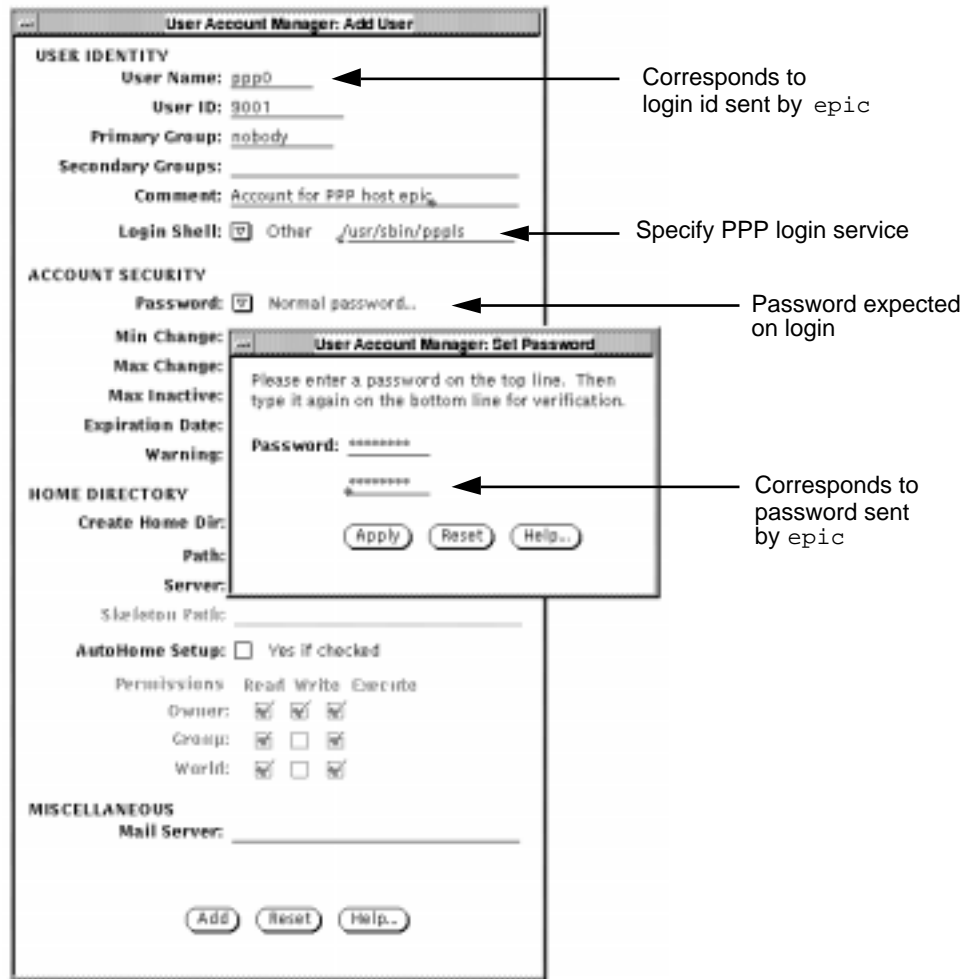 User Account Manager: Add User
USER IDENTITY
User Name: ppp0
Corresponds to
login id sent by epic
User ID: 9001
Primary Group: nobody
Secondary Groups:
Comment: Account for PPP host epic
Login Shell: Other /usr/sbin/pppls
Specify PPP login service
ACCOUNT SECURITY
Password: Normal password..
Password expected
on login
Min Change:
Max Change:
Max Inactive:
Expiration Date:
Warning:
User Account Manager: Set Password
Please enter a password on the top line. Then
type it again on the bottom line for verification.
Password: ********
********
Corresponds to
password sent
by epic
Apply Reset Help...
HOME DIRECTORY
Create Home Dir:
Path:
Server:
Skeleton Path:
AutoHome Setup: Yes if checked
Permissions Read Write Execute
Owner:
Group:
World:
MISCELLANEOUS
Mail Server:
Add Reset Help...